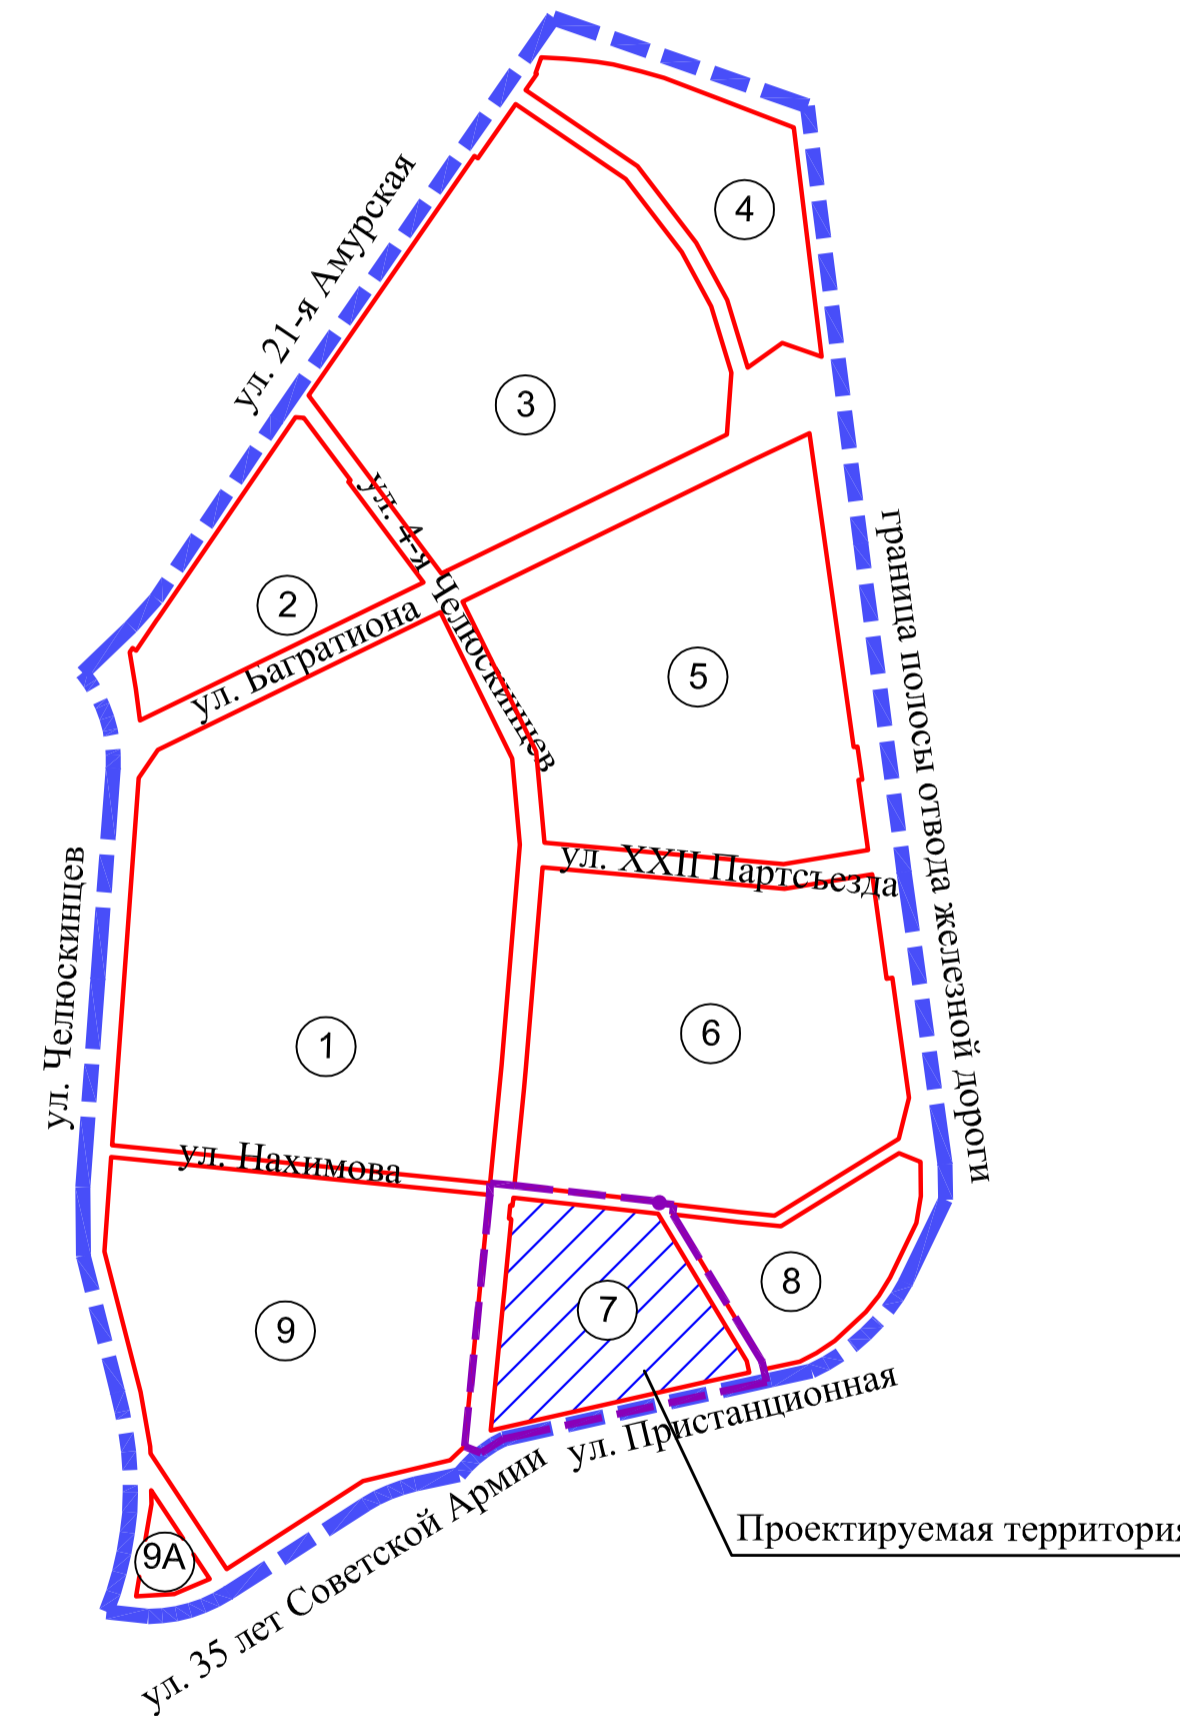 4
ул. 21-я Амурская
3
ул. 4-я Челюскинцев
2
ул. Багратиона
5
граница полосы отвода железной дороги
ул. XXII Партсъезда
ул. Челюскинцев
1
6
ул. Нахимова
8
7
9
ул. Пристанционная
ул. 35 лет Советской Армии
Проектируемая территория
9А